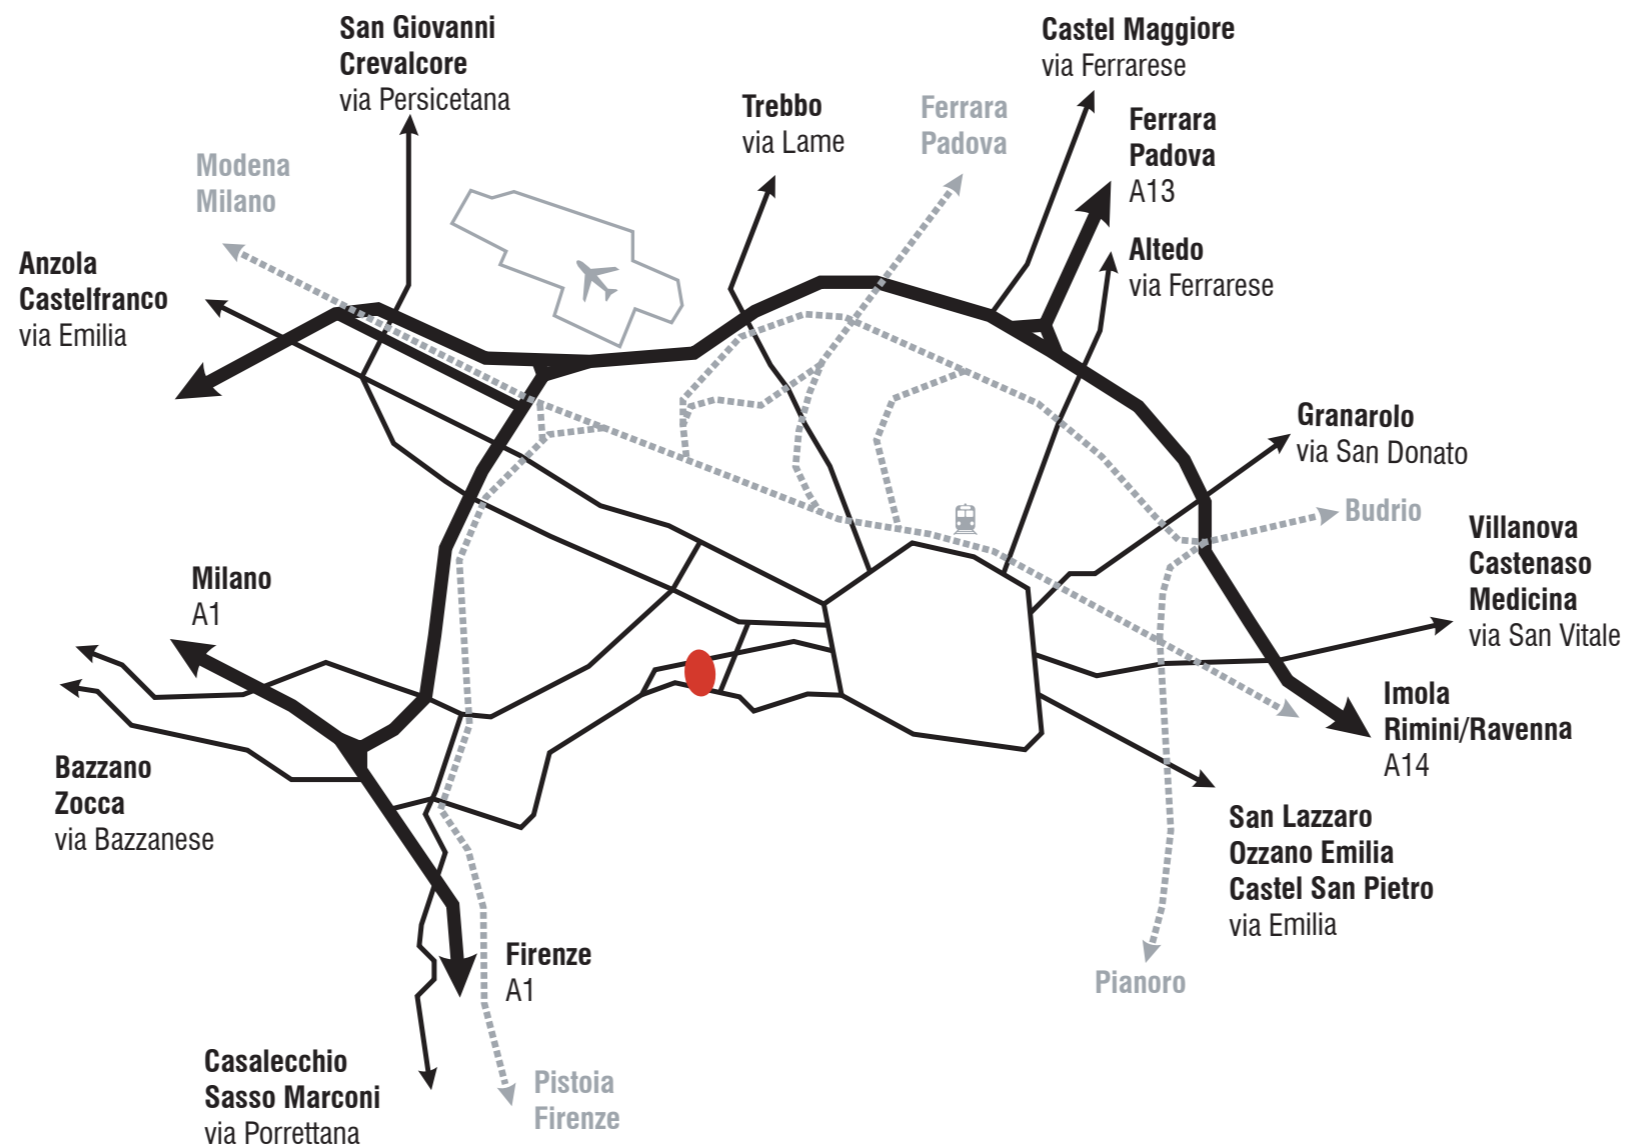 San Giovanni
Crevalcore
via Persicetana
Castel Maggiore
via Ferrarese
Trebbo
via Lame
Ferrara
Padova
Ferrara
Padova
A13
Modena
Milano
Anzola
Castelfranco
via Emilia
Altedo
via Ferrarese
Granarolo
via San Donato
Budrio
Villanova
Castenaso
Medicina
via San Vitale
Milano
A1
Imola
Rimini/Ravenna
A14
Bazzano
Zocca
via Bazzanese
San Lazzaro
Ozzano Emilia
Castel San Pietro
via Emilia
Firenze
A1
Pianoro
Casalecchio
Sasso Marconi
via Porrettana
Pistoia
Firenze